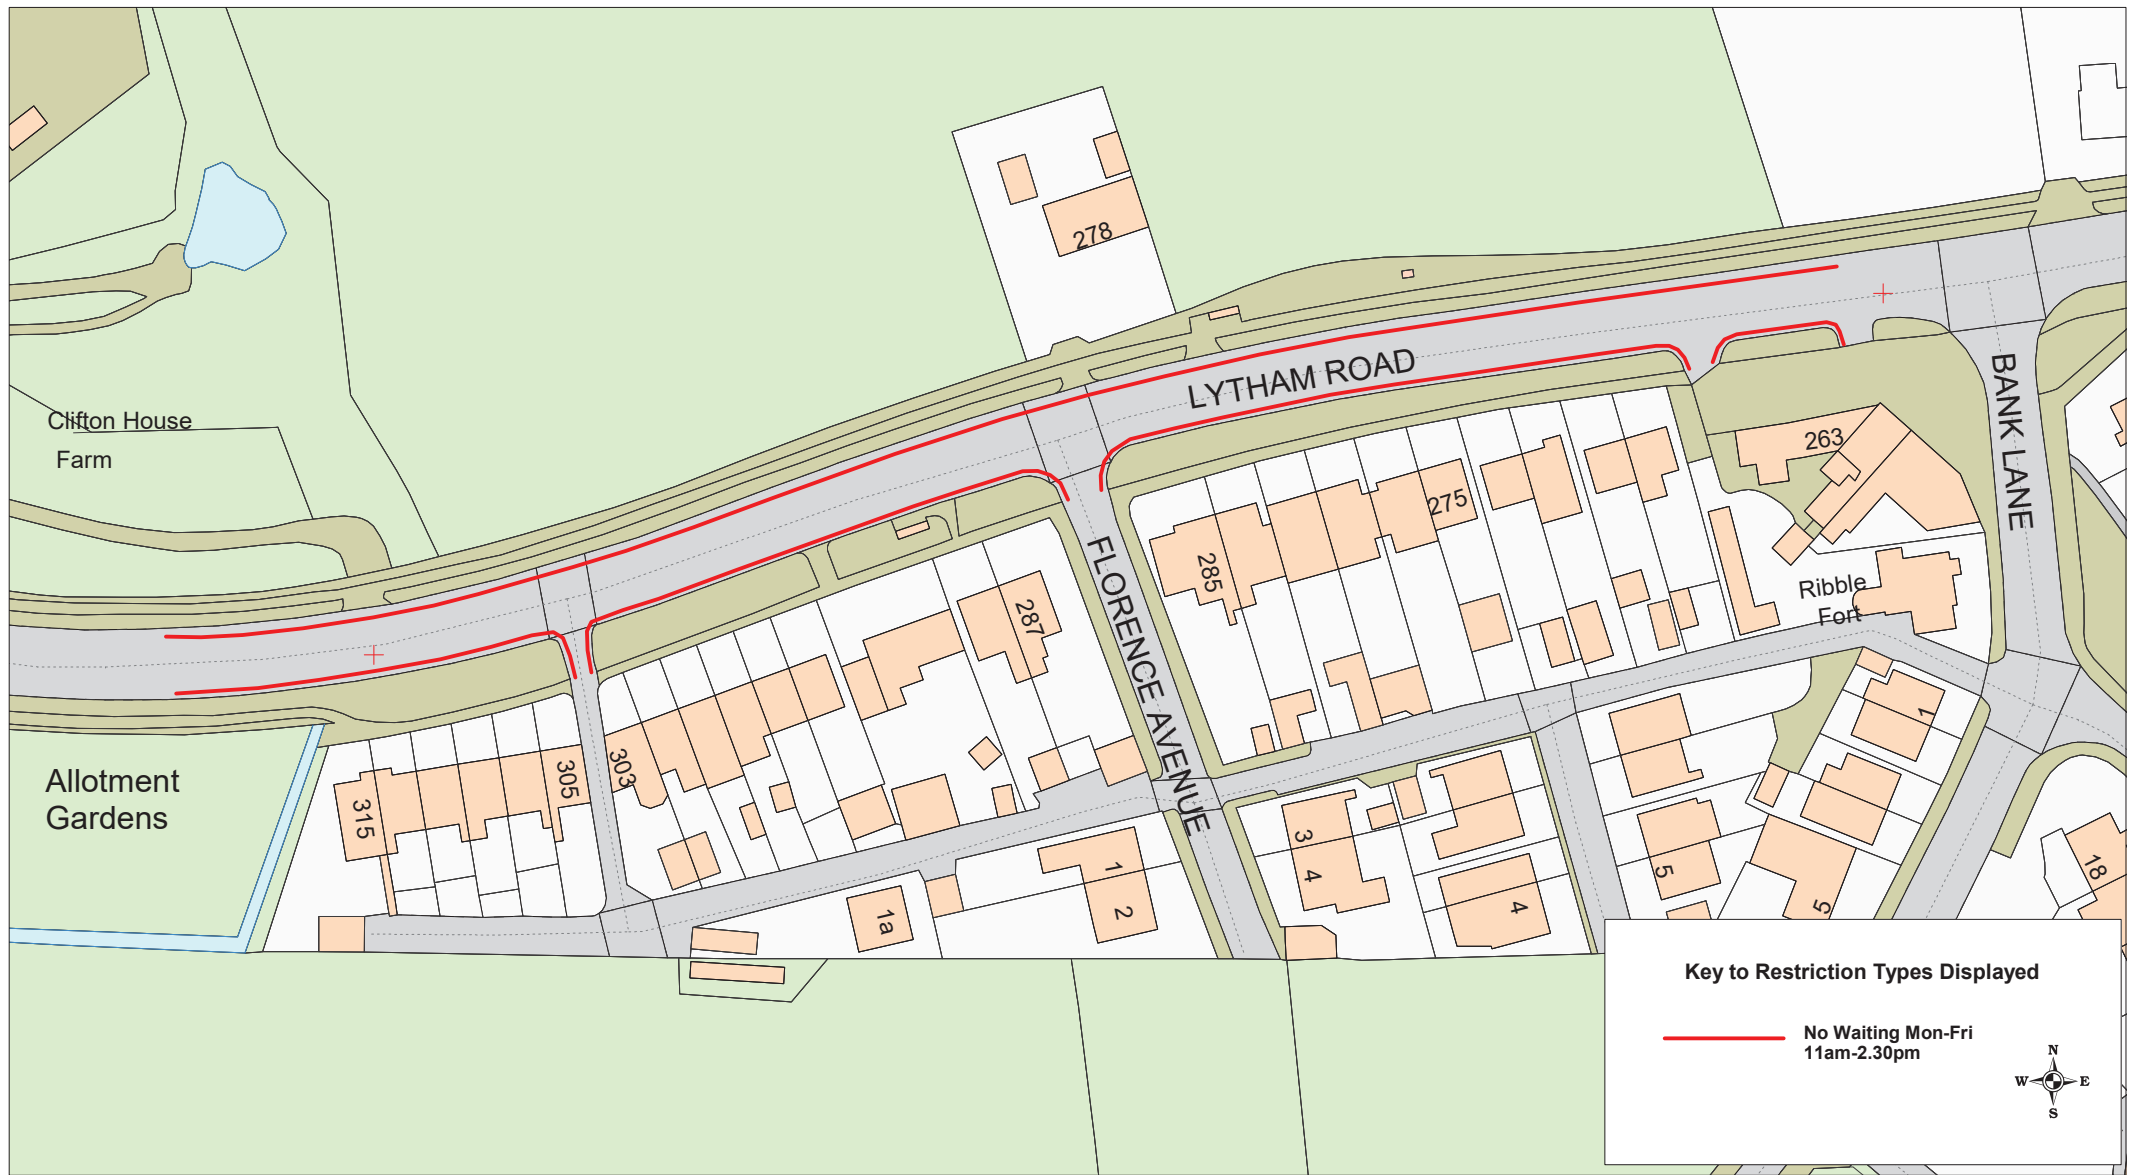 278
LYTHAM ROAD
BANK LANE
Clifton House
Farm
263
275
285
FLORENCE AVENUE
287
Ribble
Fort
303
305
315
Allotment
Gardens
1
1
2
1a
3
4
4
5
5
18
Key to Restriction Types Displayed
No Waiting Mon-Fri
11am-2.30pm
N
W E
S